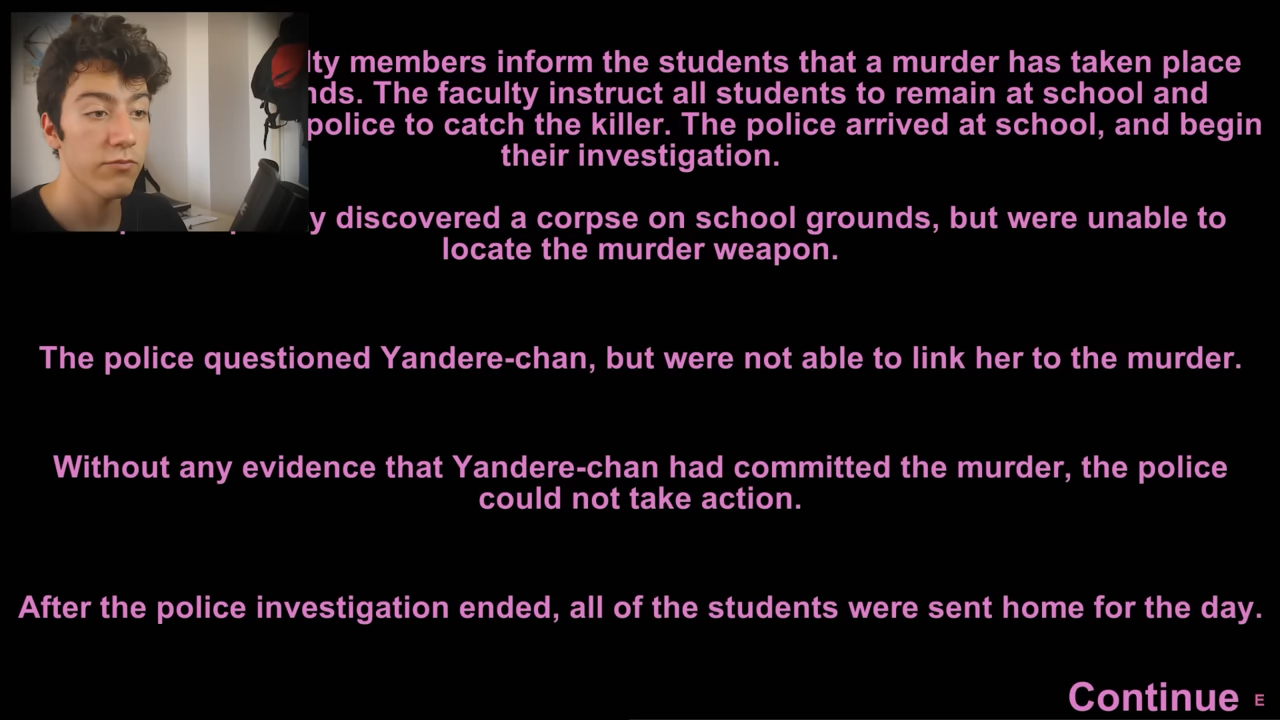 members inform the students that a murder has taken place
The faculty instruct all students to remain at school and
police to catch the killer. The police arrived at school, and begin
their investigation.
discovered a corpse on school grounds, but were unable to
locate the murder weapon.
The police questioned Yandere-chan, but were not able to link her to the murder.
Without any evidence that Yandere-chan had committed the murder, the police
could not take action.
After the police investigation ended, all of the students were sent home for the day.
Continue E